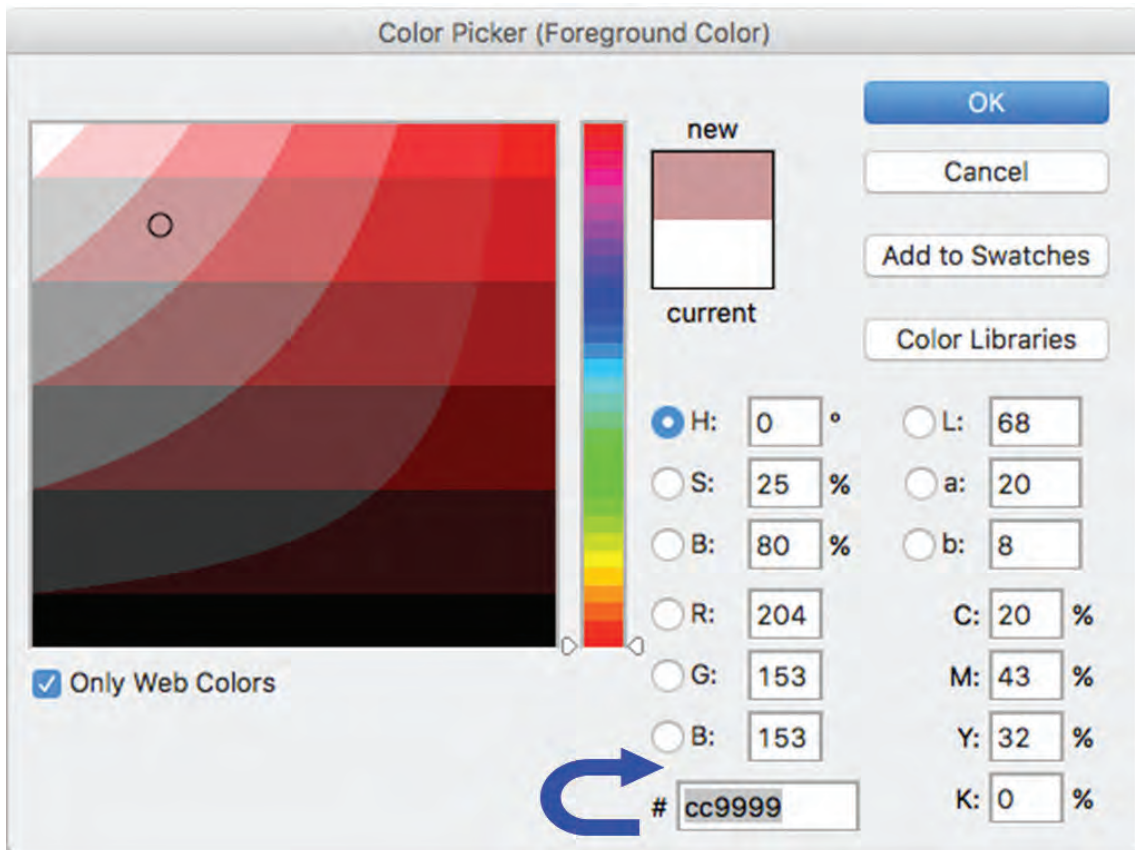 Color Picker (Foreground Color)
new
current
OK
Cancel
Add to Swatches
Color Libraries
H: 0 °
S: 25 %
B: 80 %
R: 204
G: 153
B: 153
# cc9999
L: 68
a: 20
b: 8
C: 20 %
M: 43 %
Y: 32 %
K: 0 %
Only Web Colors